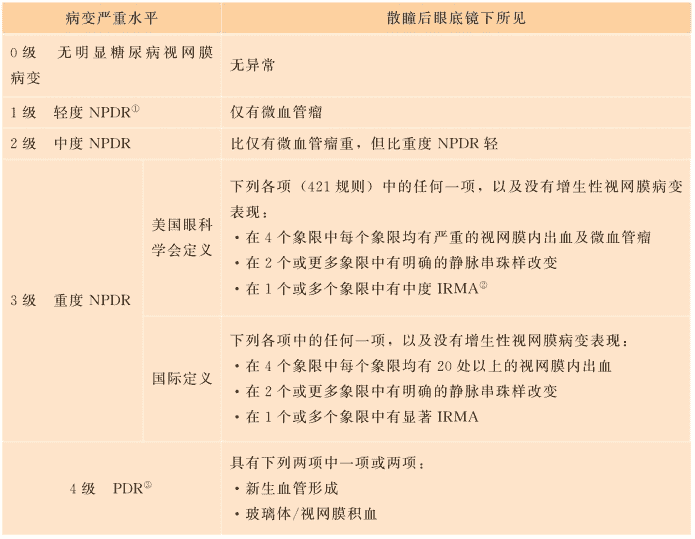 病变严重水平
散瞳后眼底镜下所见
0 级 无明显糖尿病视网膜
病变
无异常
1 级 轻度 NPDR①
仅有微血管瘤
2 级 中度 NPDR
比仅有微血管瘤重，但比重度 NPDR 轻
3 级 重度 NPDR
美国眼科
学会定义
下列各项（421 规则）中的任何一项，以及没有增生性视网膜病变
表现：
·在 4 个象限中每个象限均有严重的视网膜内出血及微血管瘤
·在 2 个或更多象限中有明确的静脉串珠样改变
·在 1 个或多个象限中有中度 IRMA②
国际定义
下列各项中的任何一项，以及没有增生性视网膜病变表现：
·在 4 个象限中每个象限均有 20 处以上的视网膜内出血
·在 2 个或更多象限中有明确的静脉串珠样改变
·在 1 个或多个象限中有显著 IRMA
4 级 PDR③
具有下列两项中一项或两项：
·新生血管形成
·玻璃体/视网膜积血